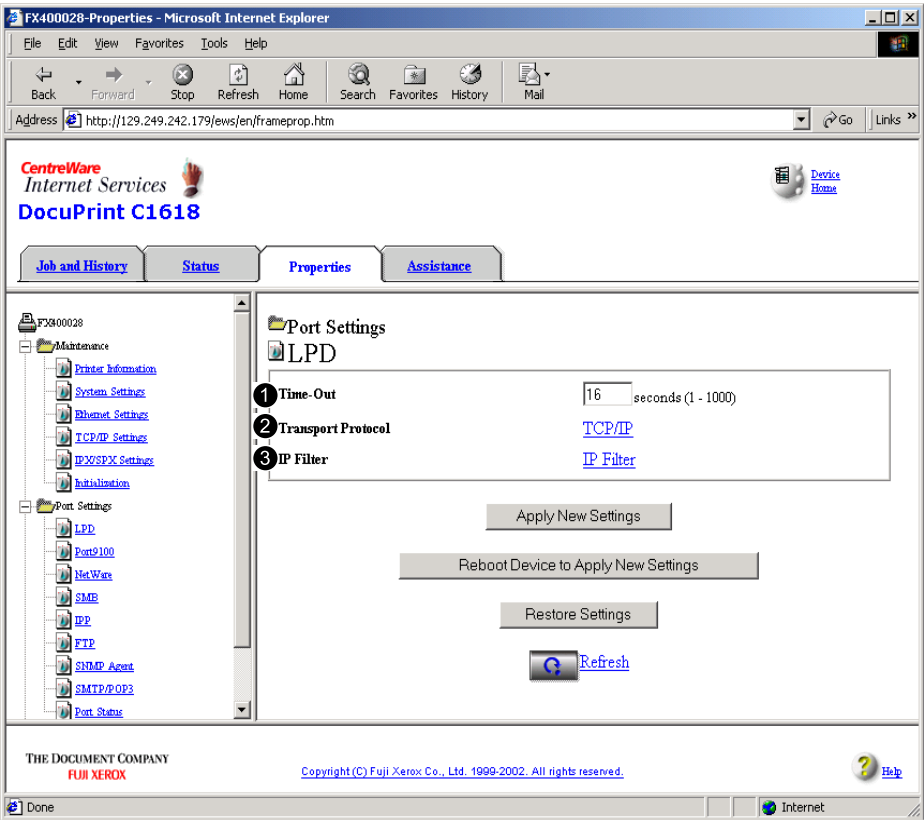 FX400028-Properties - Microsoft Internet Explorer
File Edit View Favorites Tools Help
Back Forward Stop Refresh Home Search Favorites History Mail
Address http://129.249.242.179/ews/en/frameprop.htm Go Links »
CentreWare
Internet Services
DocuPrint C1618
Device
Home
Job and History Status Properties Assistance
FX400028
Maintenance
Printer Information
System Settings
Ethernet Settings
TCP/IP Settings
IPX/SPX Settings
Initialization
Port Settings
LPD
Port9100
NetWare
SMB
IPP
FTP
SNMP Agent
SMTP/POP3
Port Status
Port Settings
LPD
1 Time-Out 16 seconds (1 - 1000)
2 Transport Protocol TCP/IP
3 IP Filter IP Filter
Apply New Settings
Reboot Device to Apply New Settings
Restore Settings
Refresh
THE DOCUMENT COMPANY
FUJI XEROX
Copyright (C) Fuji Xerox Co., Ltd. 1999-2002. All rights reserved.
Help
Done Internet